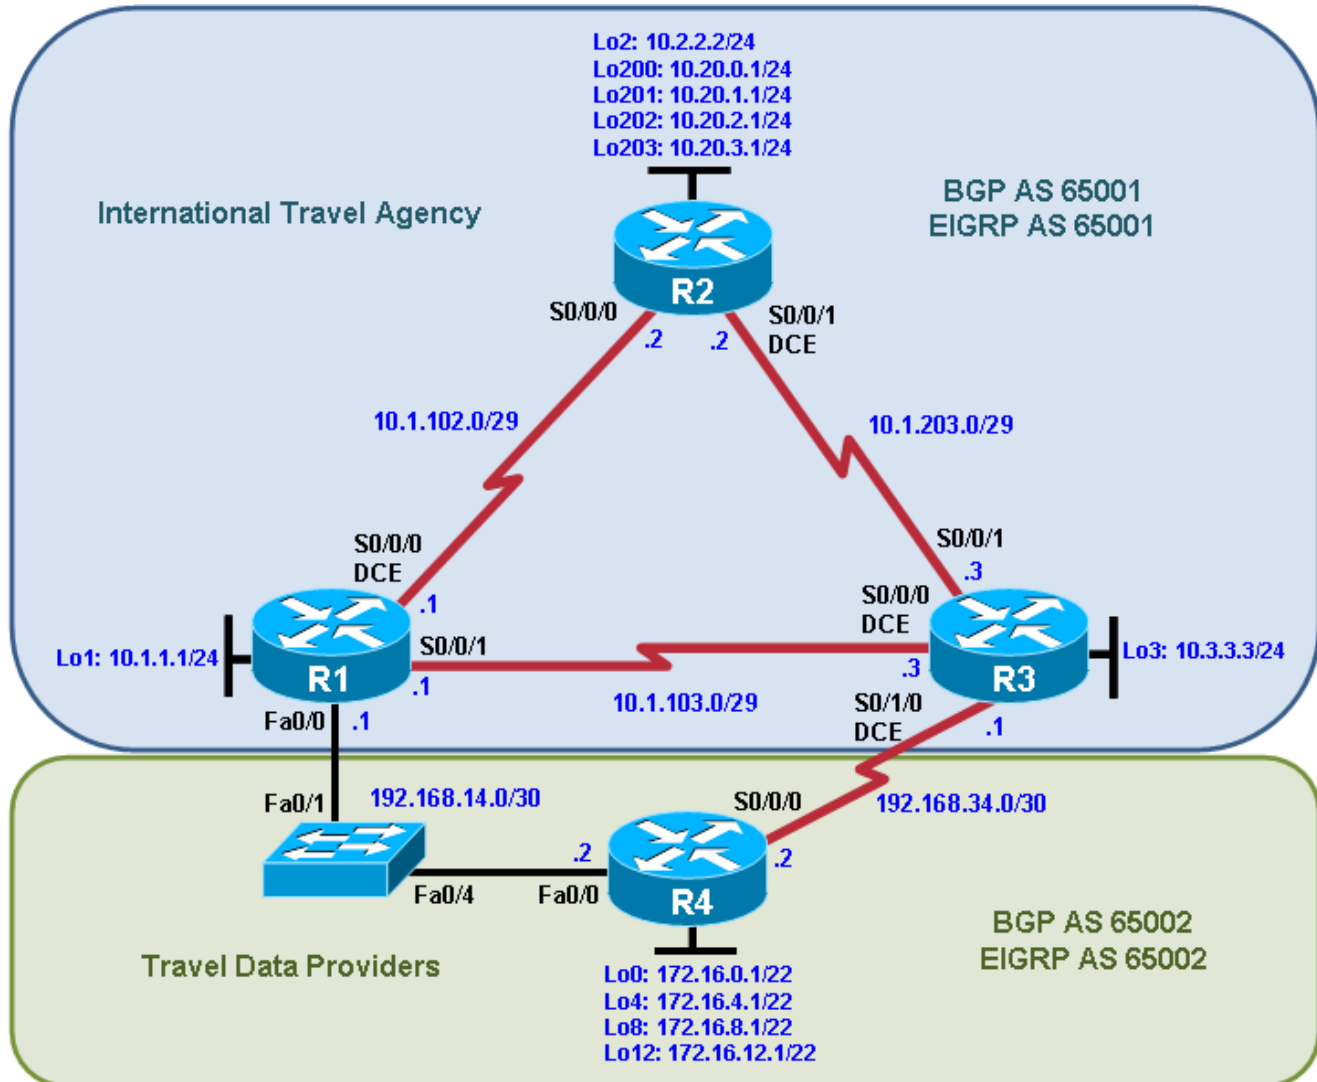 Lo2: 10.2.2.2/24
Lo200: 10.20.0.1/24
Lo201: 10.20.1.1/24
Lo202: 10.20.2.1/24
Lo203: 10.20.3.1/24
International Travel Agency
BGP AS 65001
EIGRP AS 65001
R2
S0/0/0
.2
.2
S0/0/1
DCE
10.1.102.0/29
10.1.203.0/29
S0/0/0
DCE
.1
S0/0/1
.3
S0/0/0
DCE
Lo1: 10.1.1.1/24
R1
S0/0/1
.1
10.1.103.0/29
.3
R3
Lo3: 10.3.3.3/24
Fa0/0
.1
S0/1/0
DCE
.1
Fa0/1
192.168.14.0/30
S0/0/0
192.168.34.0/30
.2
.2
Fa0/4
Fa0/0
R4
Travel Data Providers
BGP AS 65002
EIGRP AS 65002
Lo0: 172.16.0.1/22
Lo4: 172.16.4.1/22
Lo8: 172.16.8.1/22
Lo12: 172.16.12.1/22